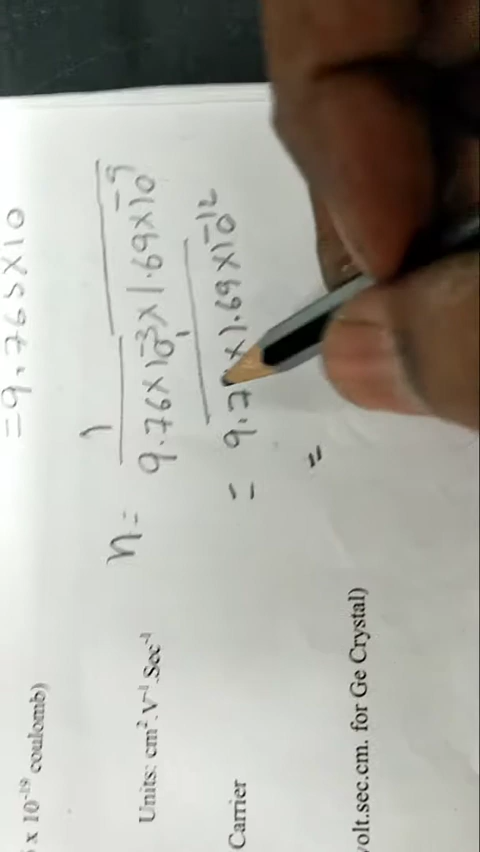 =9.765×10
x 10⁻¹⁹ coulomb)
1
n = 9.76×10⁻³×1.69×10⁻⁹
1
Units: cm².V⁻¹.Sec⁻¹
= 9.7 ×1.69×10⁻¹²
Carrier
=
volt.sec.cm. for Ge Crystal)